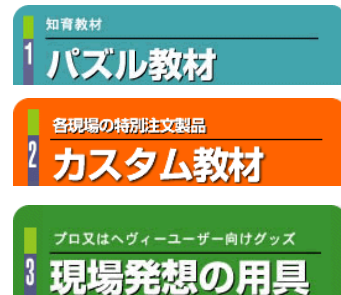 知育教材
1
パズル教材
各現場の特別注文製品
2
カスタム教材
プロ又はヘヴィーユーザー向けグッズ
3
現場発想の用具